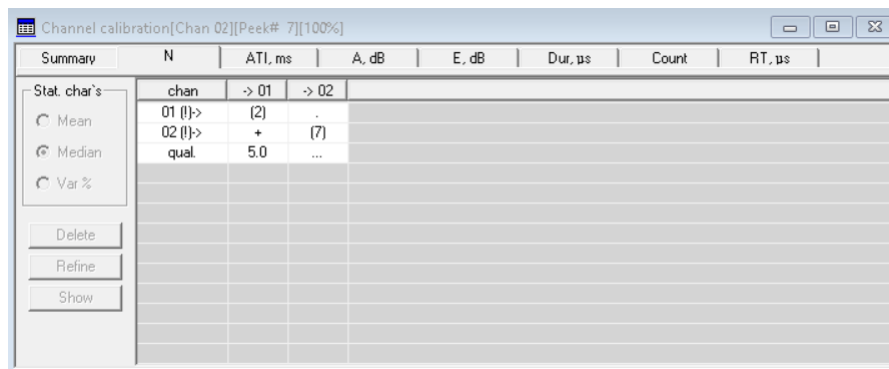 Channel calibration[Chan 02][Peek# 7][100%]
Summary N ATI, ms A, dB E, dB Dur, µs Count RT, µs
Stat. char`s
Mean
Median
Var %
Delete
Refine
Show
chan -> 01 -> 02
01 (!)-> (2) .
02 (!)-> + (7)
qual. 5.0 ...